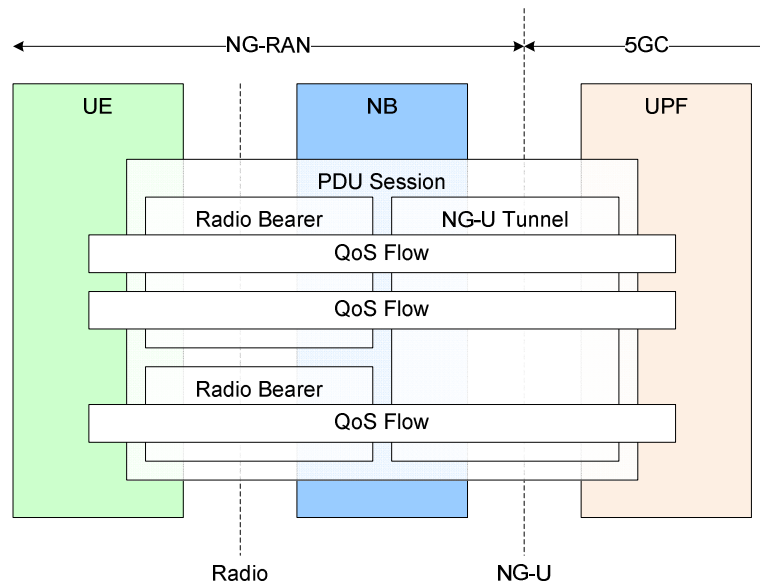 NG-RAN 5GC
UE NB UPF
PDU Session
Radio Bearer NG-U Tunnel
QoS Flow
QoS Flow
Radio Bearer
QoS Flow
Radio NG-U